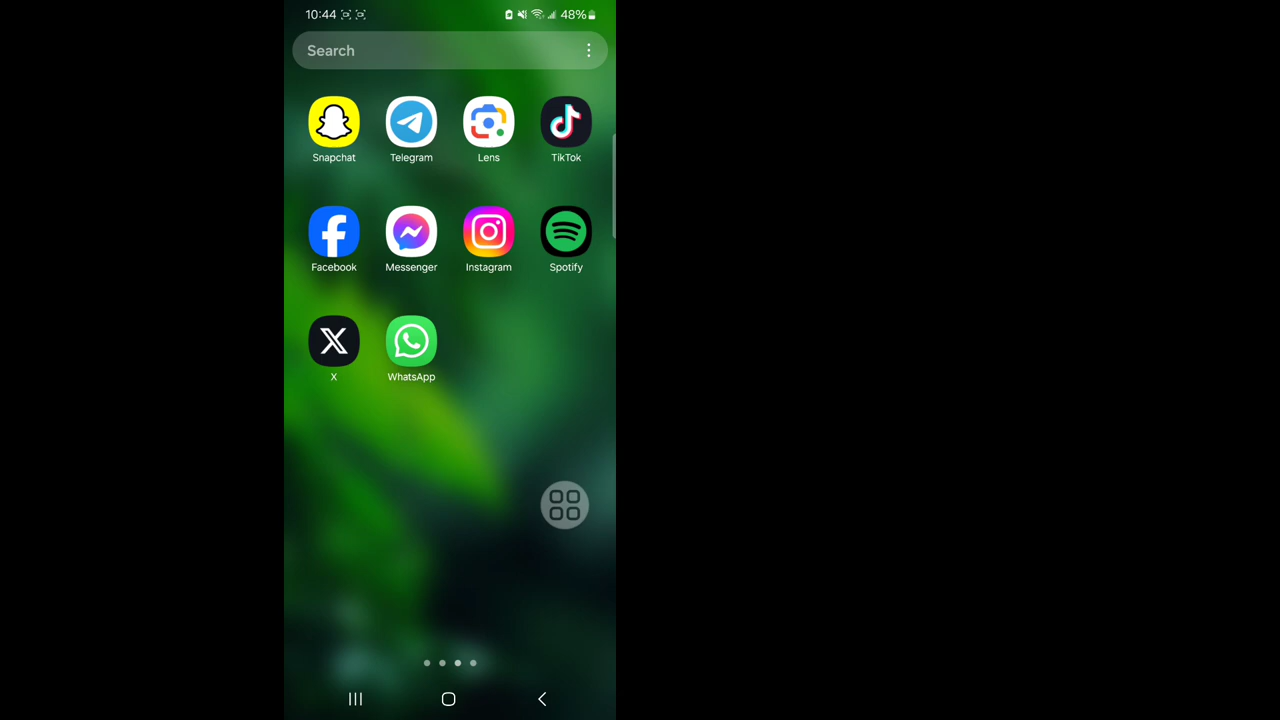 10:44 48%
Search
Snapchat Telegram Lens TikTok
Facebook Messenger Instagram Spotify
X WhatsApp